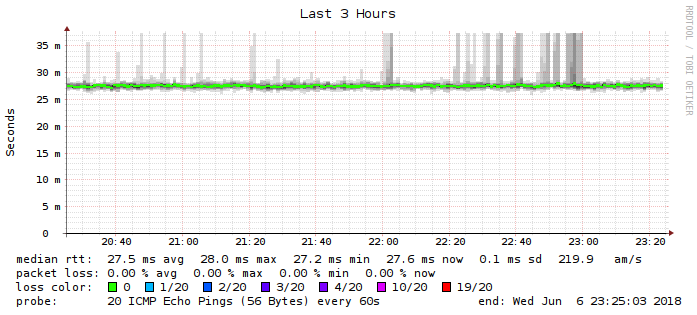 Last 3 Hours
RRDTOOL / TOBI OETIKER
Seconds
35 m
30 m
25 m
20 m
15 m
10 m
5 m
0
20:40 21:00 21:20 21:40 22:00 22:20 22:40 23:00 23:20
median rtt: 27.5 ms avg 28.0 ms max 27.2 ms min 27.6 ms now 0.1 ms sd 219.9 am/s
packet loss: 0.00 % avg 0.00 % max 0.00 % min 0.00 % now
loss color: 0 1/20 2/20 3/20 4/20 10/20 19/20
probe: 20 ICMP Echo Pings (56 Bytes) every 60s end: Wed Jun 6 23:25:03 2018